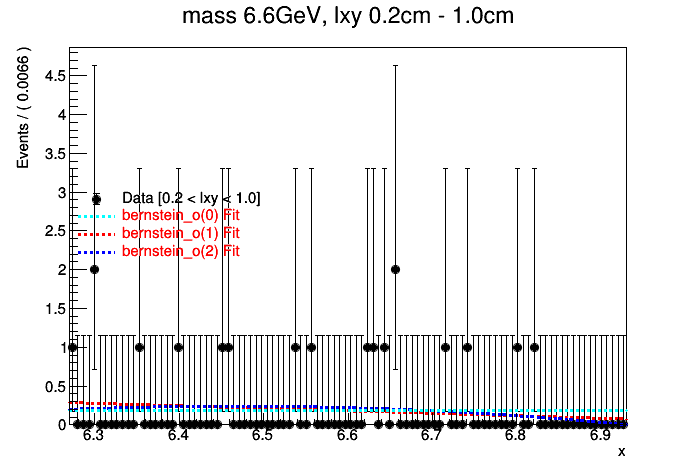 mass 6.6GeV, lxy 0.2cm - 1.0cm
Events / ( 0.0066 )
4.5
4
3.5
3
2.5
2
1.5
1
0.5
0
Data [0.2 < lxy < 1.0]
bernstein_o(0) Fit
bernstein_o(1) Fit
bernstein_o(2) Fit
6.3 6.4 6.5 6.6 6.7 6.8 6.9
x